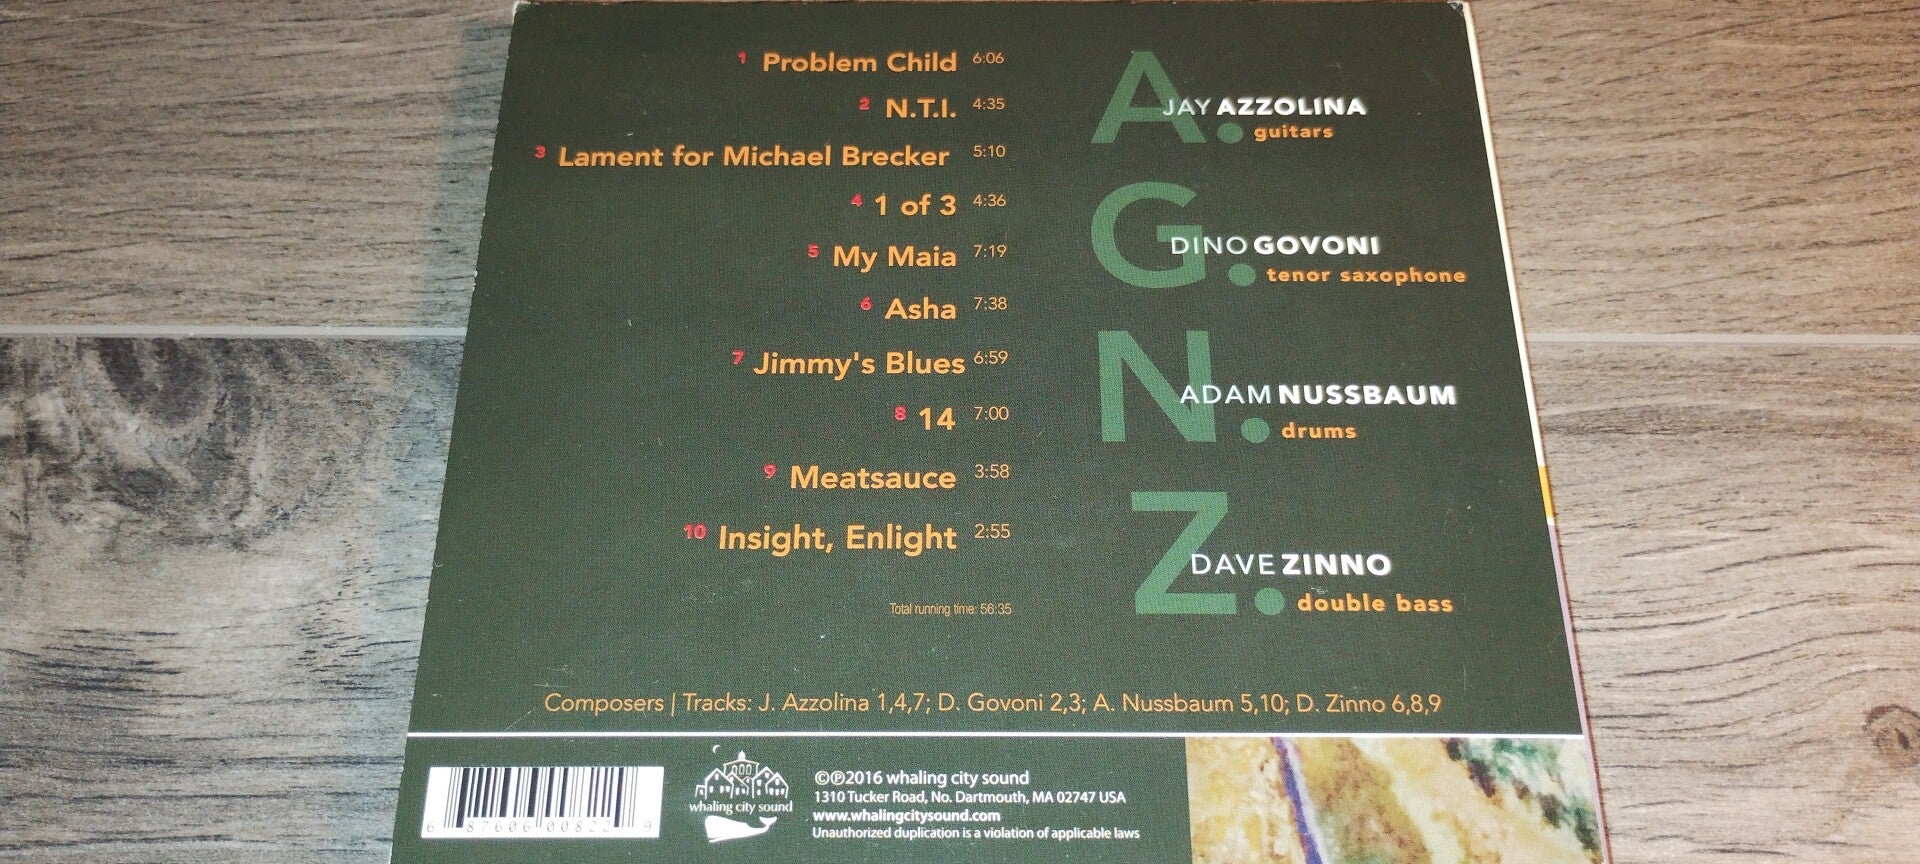 1 Problem Child 6:06
2 N.T.I. 4:35
3 Lament for Michael Brecker 5:10
4 1 of 3 4:36
5 My Maia 7:19
6 Asha 7:38
7 Jimmy's Blues 6:59
8 14 7:00
9 Meatsauce 3:58
10 Insight, Enlight 2:55
Total running time: 56:35
A.
JAY AZZOLINA
guitars
G.
DINO GOVONI
tenor saxophone
N.
ADAM NUSSBAUM
drums
Z.
DAVE ZINNO
double bass
Composers | Tracks: J. Azzolina 1,4,7; D. Govoni 2,3; A. Nussbaum 5,10; D. Zinno 6,8,9
6 87606 00822 9
whaling city sound
©℗2016 whaling city sound
1310 Tucker Road, No. Dartmouth, MA 02747 USA
www.whalingcitysound.com
Unauthorized duplication is a violation of applicable laws